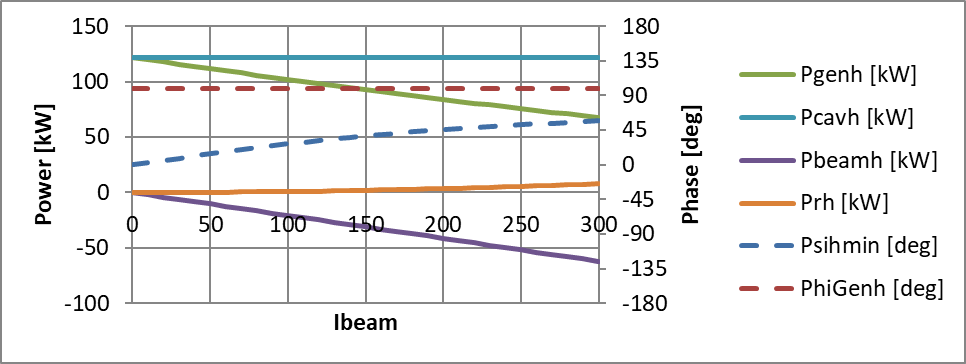 150
100
50
0
-50
-100
Power [kW]
180
135
90
45
0
-45
-90
-135
-180
Phase [deg]
0 50 100 150 200 250 300
Ibeam
Pgenh [kW]
Pcavh [kW]
Pbeamh [kW]
Prh [kW]
Psihmin [deg]
PhiGenh [deg]